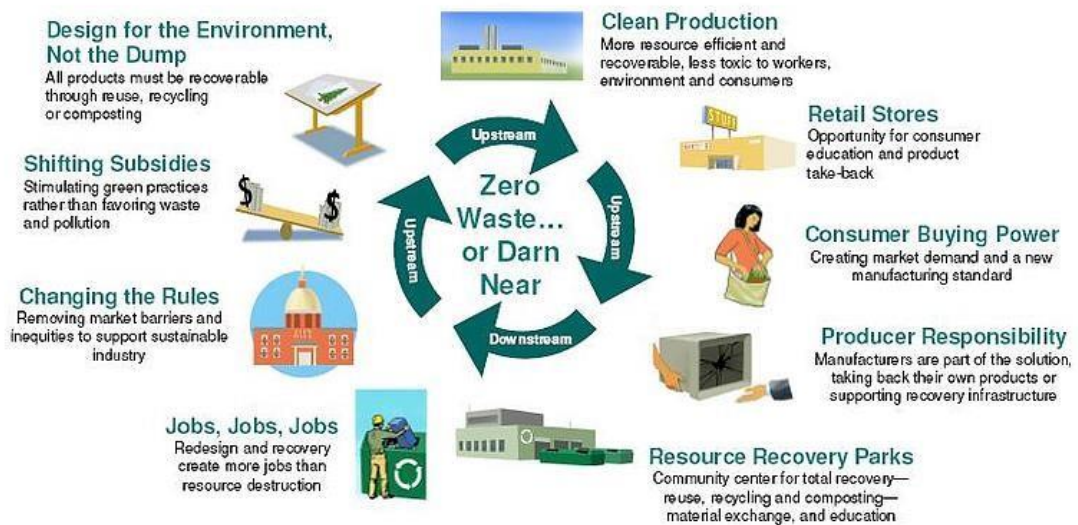 Design for the Environment,
Not the Dump
All products must be recoverable
through reuse, recycling
or composting
Clean Production
More resource efficient and
recoverable, less toxic to workers,
environment and consumers
STUFF
Retail Stores
Opportunity for consumer
education and product
take-back
Shifting Subsidies
Stimulating green practices
rather than favoring waste
and pollution
$
$
Upstream
Upstream
Upstream
Downstream
Zero
Waste...
or Darn
Near
Consumer Buying Power
Creating market demand and a new
manufacturing standard
Changing the Rules
Removing market barriers and
inequities to support sustainable
industry
Producer Responsibility
Manufacturers are part of the solution,
taking back their own products or
supporting recovery infrastructure
Jobs, Jobs, Jobs
Redesign and recovery
create more jobs than
resource destruction
Resource Recovery Parks
Community center for total recovery—
reuse, recycling and composting—
material exchange, and education